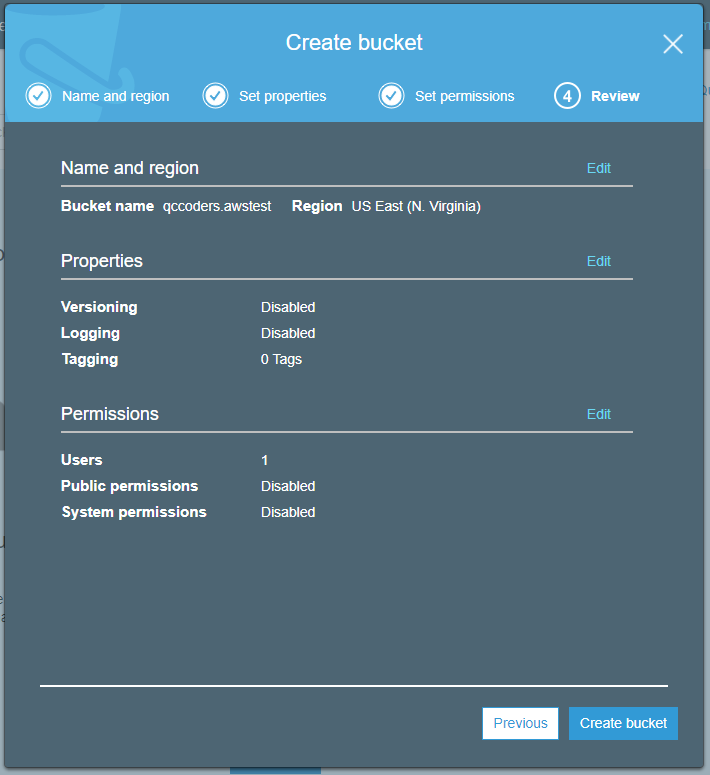 Create bucket
Name and region Set properties Set permissions 4 Review
Name and region Edit
Bucket name qccoders.awstest Region US East (N. Virginia)
Properties Edit
Versioning Disabled
Logging Disabled
Tagging 0 Tags
Permissions Edit
Users 1
Public permissions Disabled
System permissions Disabled
Previous Create bucket